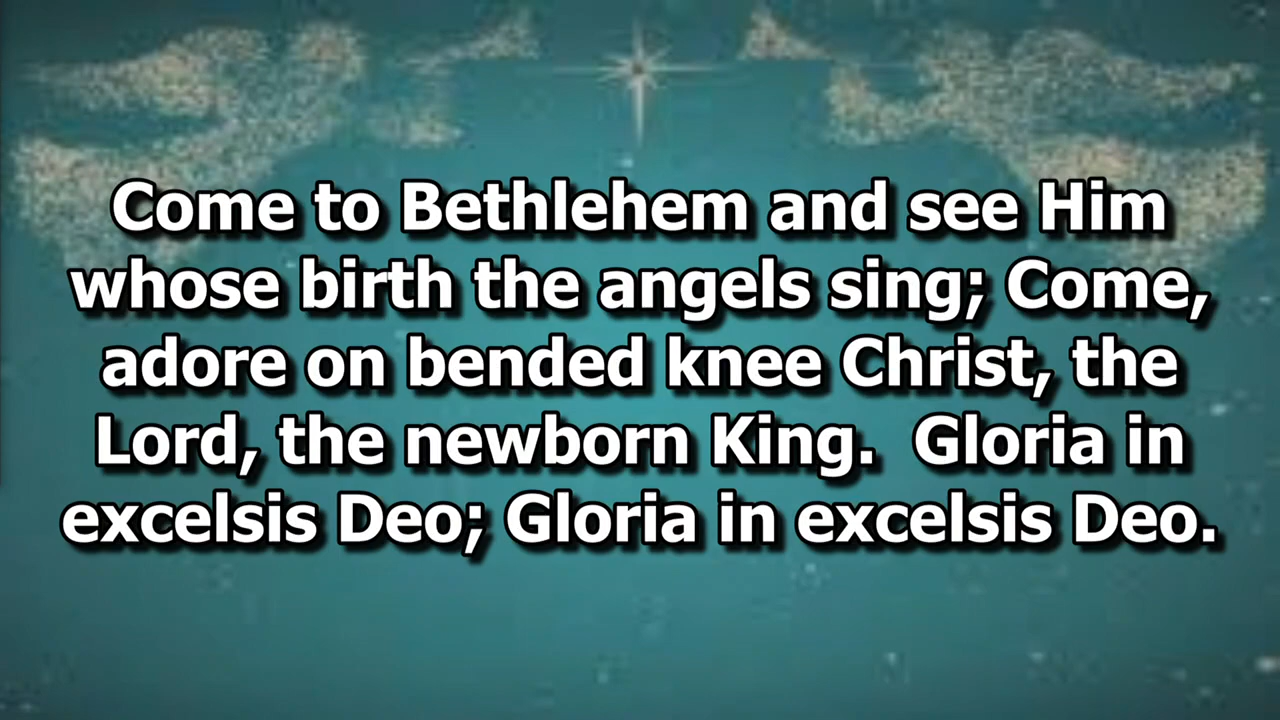 Come to Bethlehem and see Him
whose birth the angels sing; Come,
adore on bended knee Christ, the
Lord, the newborn King.  Gloria in
excelsis Deo; Gloria in excelsis Deo.